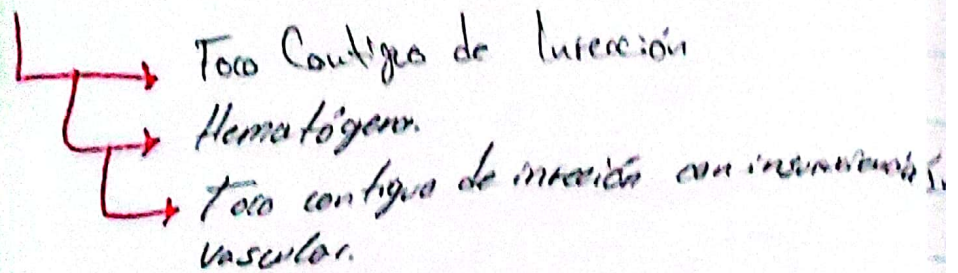 Foco Contiguo de Infección
Hematógeno.
Foco contiguo de infección con insuficiencia
vascular.